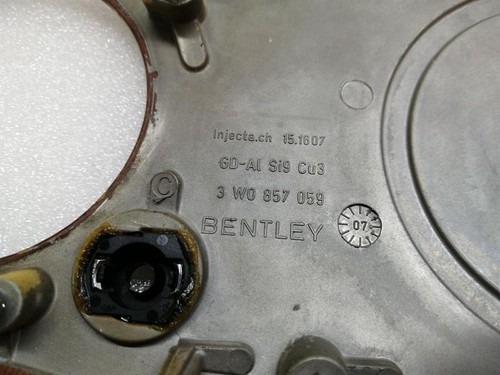 Injecta.ch 15.1607
GD-Al Si9 Cu3
3 W0 857 059
BENTLEY
07
C